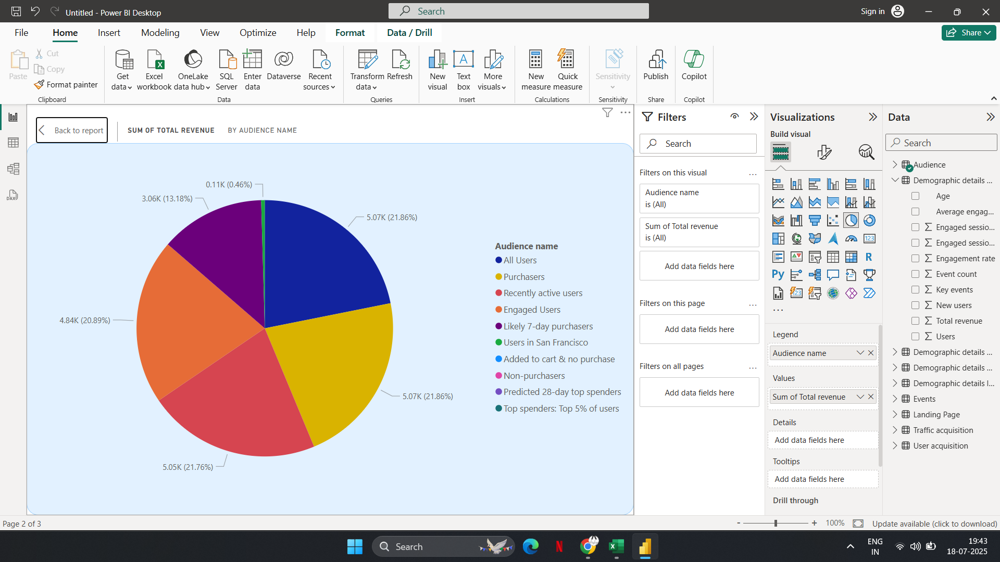 Untitled - Power BI Desktop
Search
Sign in
File
Home
Insert
Modeling
View
Optimize
Help
Format
Data / Drill
Share
Paste
Cut
Copy
Format painter
Clipboard
Get data
Excel workbook
OneLake data hub
SQL Server
Enter data
Dataverse
Recent sources
Data
Transform data
Refresh
Queries
New visual
Text box
More visuals
Insert
New measure
Quick measure
Calculations
Sensitivity
Sensitivity
Publish
Share
Copilot
Copilot
Back to report
SUM OF TOTAL REVENUE
BY AUDIENCE NAME
0.11K (0.46%)
3.06K (13.18%)
5.07K (21.86%)
4.84K (20.89%)
5.07K (21.86%)
5.05K (21.76%)
Audience name
All Users
Purchasers
Recently active users
Engaged Users
Likely 7-day purchasers
Users in San Francisco
Added to cart & no purchase
Non-purchasers
Predicted 28-day top spenders
Top spenders: Top 5% of users
Filters
Search
Filters on this visual
...
Audience name
is (All)
Sum of Total revenue
is (All)
Add data fields here
Filters on this page
...
Add data fields here
Filters on all pages
...
Add data fields here
Visualizations
Build visual
123
R
Py
123
...
Legend
Audience name
Values
Sum of Total revenue
Details
Add data fields here
Tooltips
Add data fields here
Drill through
Data
Search
Audience
Demographic details ...
Age
Average engag...
Engaged sessio...
Engaged sessio...
Engagement rate
Event count
Key events
New users
Total revenue
Users
Demographic details ...
Demographic details ...
Demographic details l...
Events
Landing Page
Traffic acquisition
User acquisition
DAX
Page 2 of 3
- + 100%
Update available (click to download)
Search
ENG
IN
19:43
18-07-2025